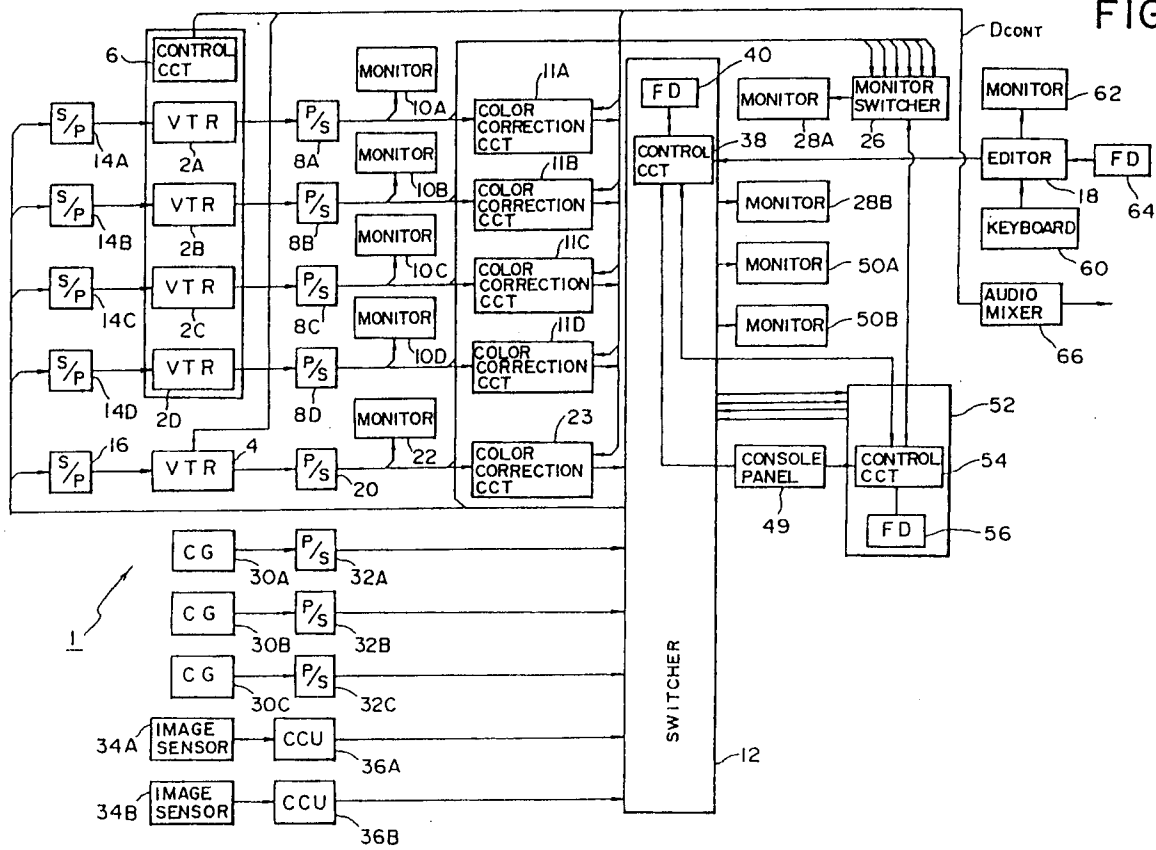 FIG
DCONT
6
CONTROL
CCT
MONITOR
10A
11A
COLOR
CORRECTION
CCT
40
FD
MONITOR
28A
MONITOR
SWITCHER
26
MONITOR
62
S/P
14A
VTR
2A
P/S
8A
38
CONTROL
CCT
EDITOR
18
FD
64
MONITOR
10B
11B
COLOR
CORRECTION
CCT
S/P
14B
VTR
2B
P/S
8B
MONITOR
28B
KEYBOARD
60
MONITOR
10C
11C
COLOR
CORRECTION
CCT
S/P
14C
VTR
2C
P/S
8C
MONITOR
50A
MONITOR
10D
11D
COLOR
CORRECTION
CCT
MONITOR
50B
AUDIO
MIXER
66
S/P
14D
VTR
2D
P/S
8D
MONITOR
22
23
COLOR
CORRECTION
CCT
52
S/P
16
VTR
4
P/S
20
CONSOLE
PANEL
49
CONTROL
CCT
54
FD
56
CG
30A
P/S
32A
CG
30B
P/S
32B
CG
30C
P/S
32C
1
SWITCHER
12
34A
IMAGE
SENSOR
CCU
36A
34B
IMAGE
SENSOR
CCU
36B